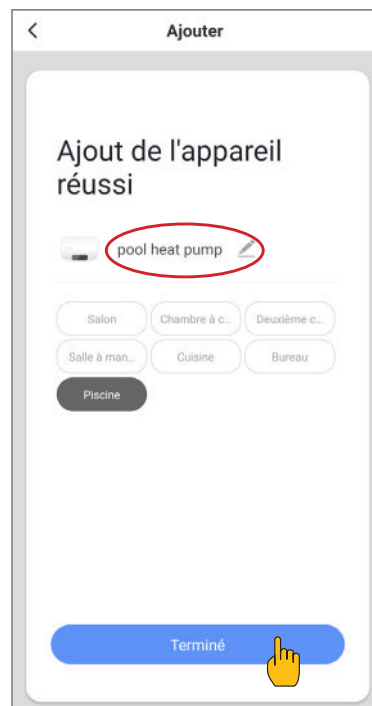 Ajouter
Ajout de l'appareil
réussi
pool heat pump
Salon
Chambre à c...
Deuxième c...
Salle à man...
Cuisine
Bureau
Piscine
Terminé